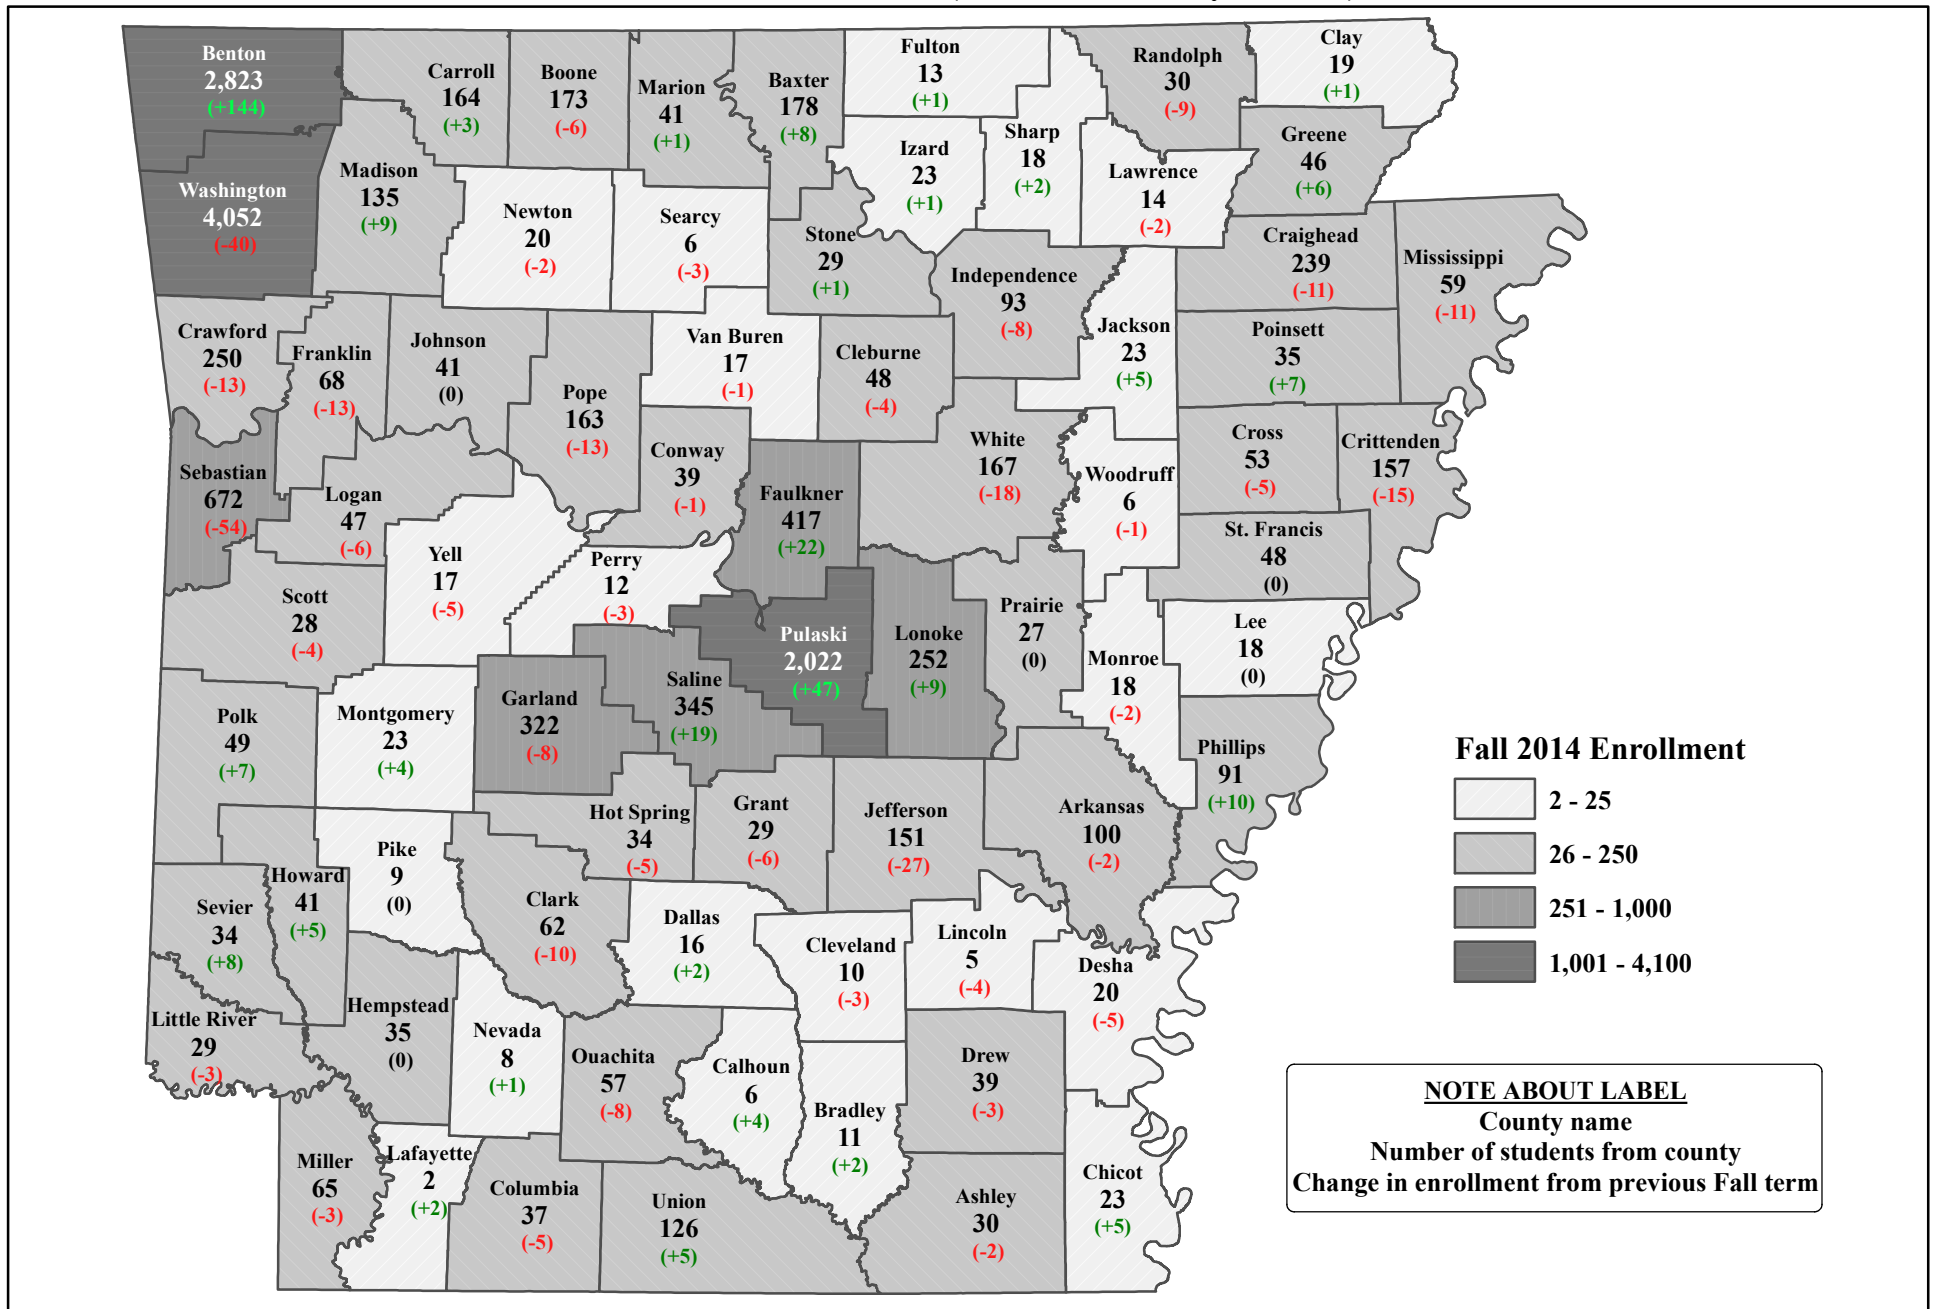 Benton
2,823
(+144)
Carroll
164
(+3)
Boone
173
(-6)
Marion
41
(+1)
Baxter
178
(+8)
Fulton
13
(+1)
Randolph
30
(-9)
Clay
19
(+1)
Sharp
18
(+2)
Izard
23
(+1)
Lawrence
14
(-2)
Greene
46
(+6)
Washington
4,052
(-40)
Madison
135
(+9)
Newton
20
(-2)
Searcy
6
(-3)
Stone
29
(+1)
Independence
93
(-8)
Craighead
239
(-11)
Mississippi
59
(-11)
Crawford
250
(-13)
Franklin
68
(-13)
Johnson
41
(0)
Pope
163
(-13)
Van Buren
17
(-1)
Cleburne
48
(-4)
Jackson
23
(+5)
Poinsett
35
(+7)
Sebastian
672
(-54)
Logan
47
(-6)
Conway
39
(-1)
Faulkner
417
(+22)
White
167
(-18)
Woodruff
6
(-1)
Cross
53
(-5)
Crittenden
157
(-15)
St. Francis
48
(0)
Scott
28
(-4)
Yell
17
(-5)
Perry
12
(-3)
Pulaski
2,022
(+47)
Lonoke
252
(+9)
Prairie
27
(0)
Monroe
18
(-2)
Lee
18
(0)
Polk
49
(+7)
Montgomery
23
(+4)
Garland
322
(-8)
Saline
345
(+19)
Phillips
91
(+10)
Hot Spring
34
(-5)
Grant
29
(-6)
Jefferson
151
(-27)
Arkansas
100
(-2)
Howard
41
(+5)
Pike
9
(0)
Clark
62
(-10)
Sevier
34
(+8)
Dallas
16
(+2)
Cleveland
10
(-3)
Lincoln
5
(-4)
Desha
20
(-5)
Little River
29
(-3)
Hempstead
35
(0)
Nevada
8
(+1)
Ouachita
57
(-8)
Calhoun
6
(+4)
Bradley
11
(+2)
Drew
39
(-3)
Miller
65
(-3)
Lafayette
2
(+2)
Columbia
37
(-5)
Union
126
(+5)
Ashley
30
(-2)
Chicot
23
(+5)
Fall 2014 Enrollment
2 - 25
26 - 250
251 - 1,000
1,001 - 4,100
NOTE ABOUT LABEL
County name
Number of students from county
Change in enrollment from previous Fall term